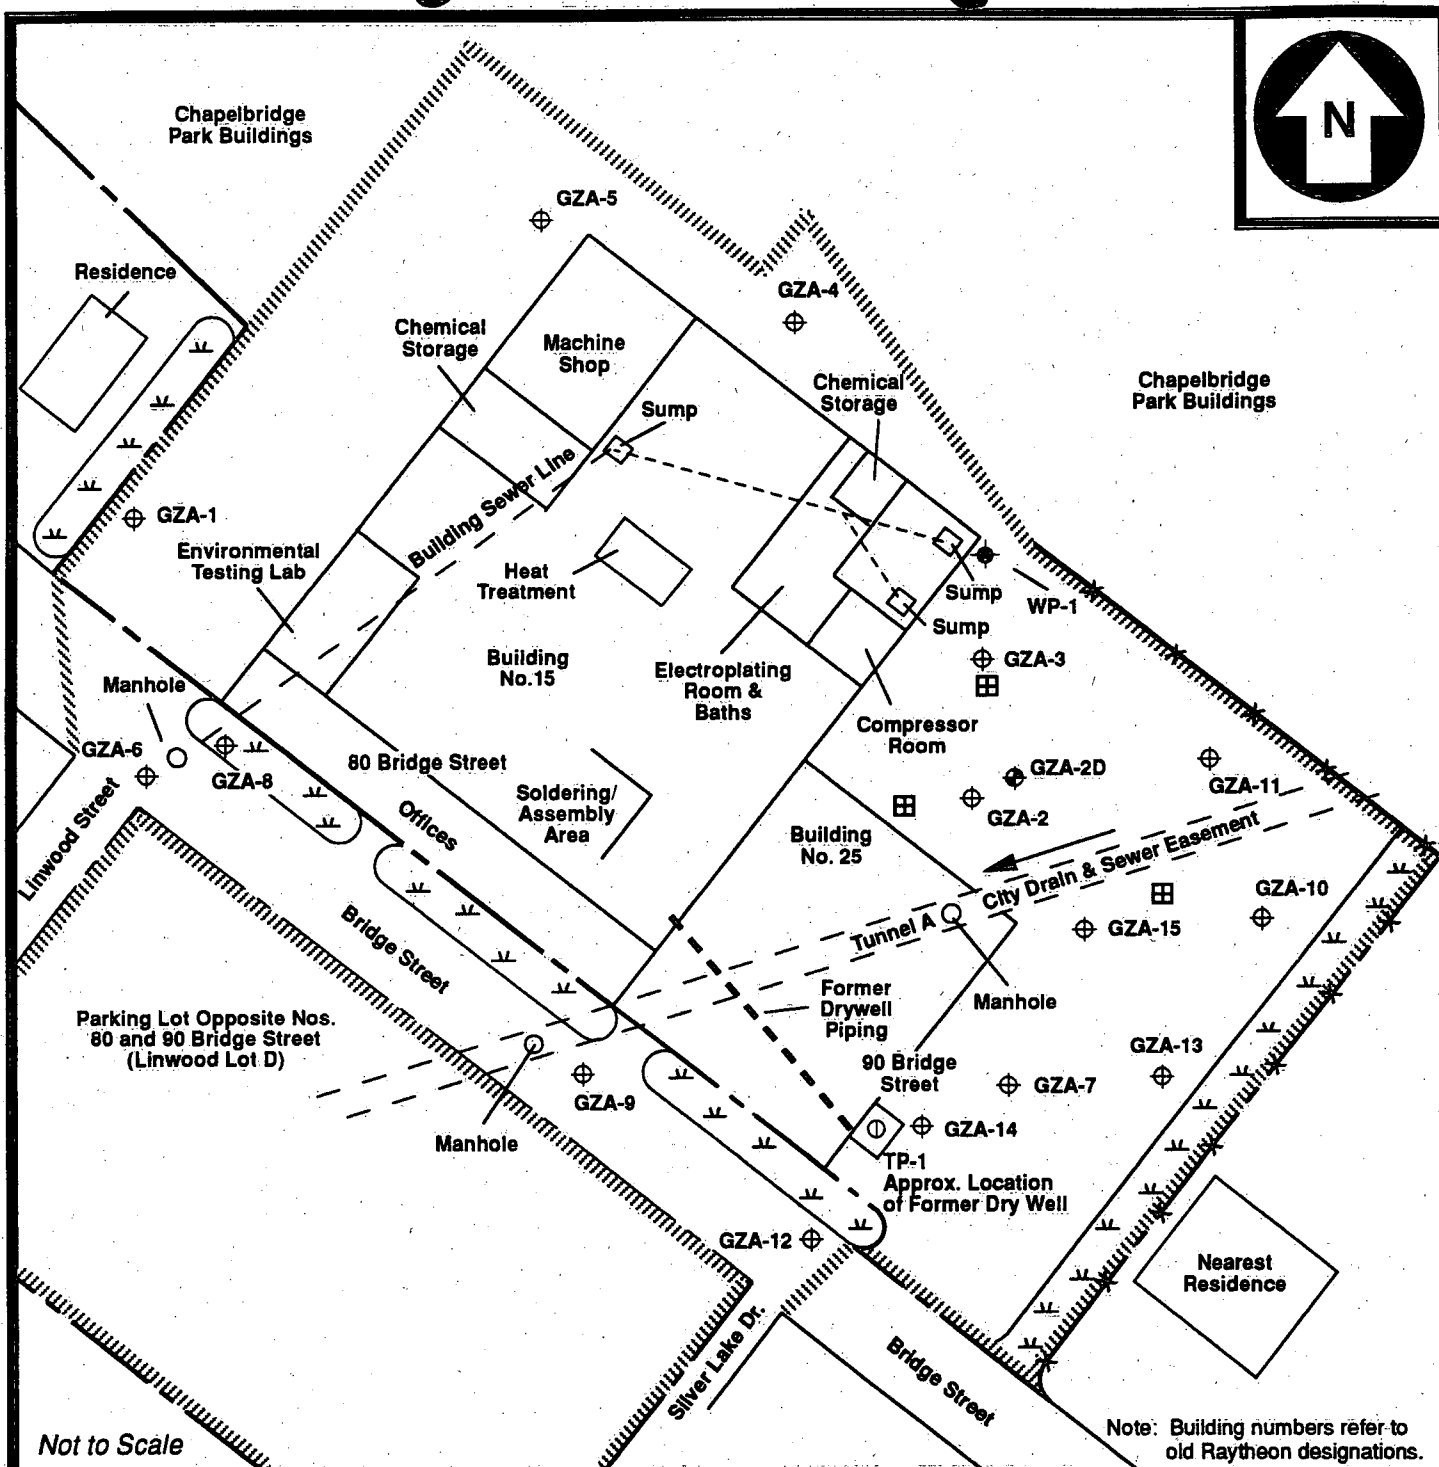 N
Chapelbridge
Park Buildings
GZA-5
Residence
GZA-4
Chemical
Storage
Machine
Shop
Chapelbridge
Park Buildings
Chemical
Storage
Sump
Building Sewer Line
GZA-1
Environmental
Testing Lab
Heat
Treatment
Sump
WP-1
Sump
Building
No.15
Electroplating
Room &
Baths
GZA-3
Manhole
Compressor
Room
GZA-6
GZA-8
80 Bridge Street
GZA-2D
GZA-11
Soldering/
Assembly
Area
GZA-2
Linwood Street
Offices
Building
No. 25
City Drain & Sewer Easement
GZA-10
Tunnel A
GZA-15
Bridge Street
Former
Drywell
Piping
Manhole
Parking Lot Opposite Nos.
80 and 90 Bridge Street
(Linwood Lot D)
90 Bridge
Street
GZA-13
GZA-7
GZA-9
GZA-14
Manhole
TP-1
Approx. Location
of Former Dry Well
GZA-12
Nearest
Residence
Silver Lake Dr.
Bridge Street
Not to Scale
Note: Building numbers refer to
old Raytheon designations.